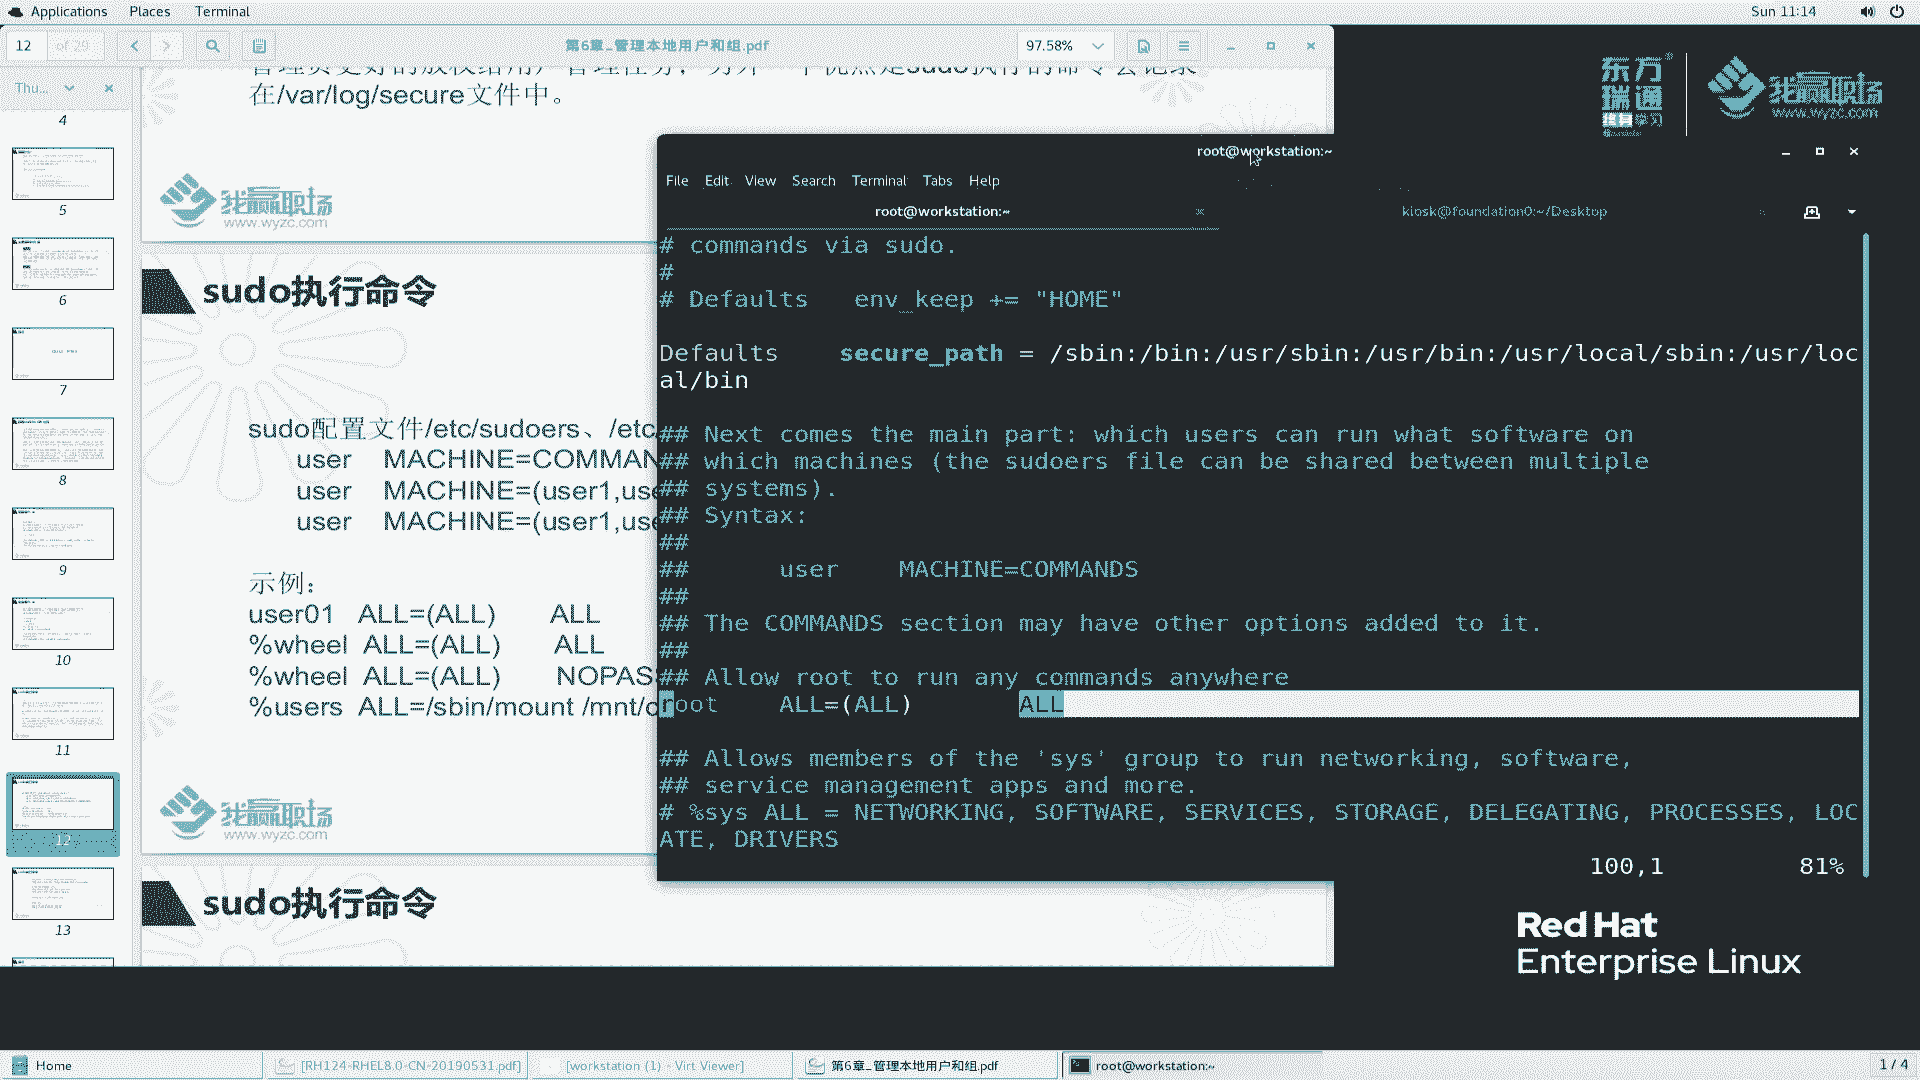 Applications Places Terminal
Sun 11:14
12 of 29
第6章_管理本地用户和组.pdf
97.58%
Thu...
4
5
6
7
8
9
10
11
12
13
在/var/log/secure文件中。
我赢职场
www.wyzc.com
sudo执行命令
sudo配置文件/etc/sudoers、/etc
user MACHINE=COMMAN
user MACHINE=(user1,use
user MACHINE=(user1,use
示例：
user01 ALL=(ALL) ALL
%wheel ALL=(ALL) ALL
%wheel ALL=(ALL) NOPAS
%users ALL=/sbin/mount /mnt/c
我赢职场
www.wyzc.com
sudo执行命令
东方瑞通
终身学习
我赢职场
www.wyzc.com
root@workstation:~
File Edit View Search Terminal Tabs Help
root@workstation:~
kiosk@foundation0:~/Desktop
# commands via sudo.
#
# Defaults env_keep += "HOME"
Defaults secure_path = /sbin:/bin:/usr/sbin:/usr/bin:/usr/local/sbin:/usr/loc
al/bin
## Next comes the main part: which users can run what software on
## which machines (the sudoers file can be shared between multiple
## systems).
## Syntax:
##
## user MACHINE=COMMANDS
##
## The COMMANDS section may have other options added to it.
##
## Allow root to run any commands anywhere
root ALL=(ALL) ALL
## Allows members of the 'sys' group to run networking, software,
## service management apps and more.
# %sys ALL = NETWORKING, SOFTWARE, SERVICES, STORAGE, DELEGATING, PROCESSES, LOC
ATE, DRIVERS
100,1 81%
Red Hat
Enterprise Linux
Home
[RH124-RHEL8.0-CN-20190531.pdf]
[workstation (1) - Virt Viewer]
第6章_管理本地用户和组.pdf
root@workstation:~
1 / 4